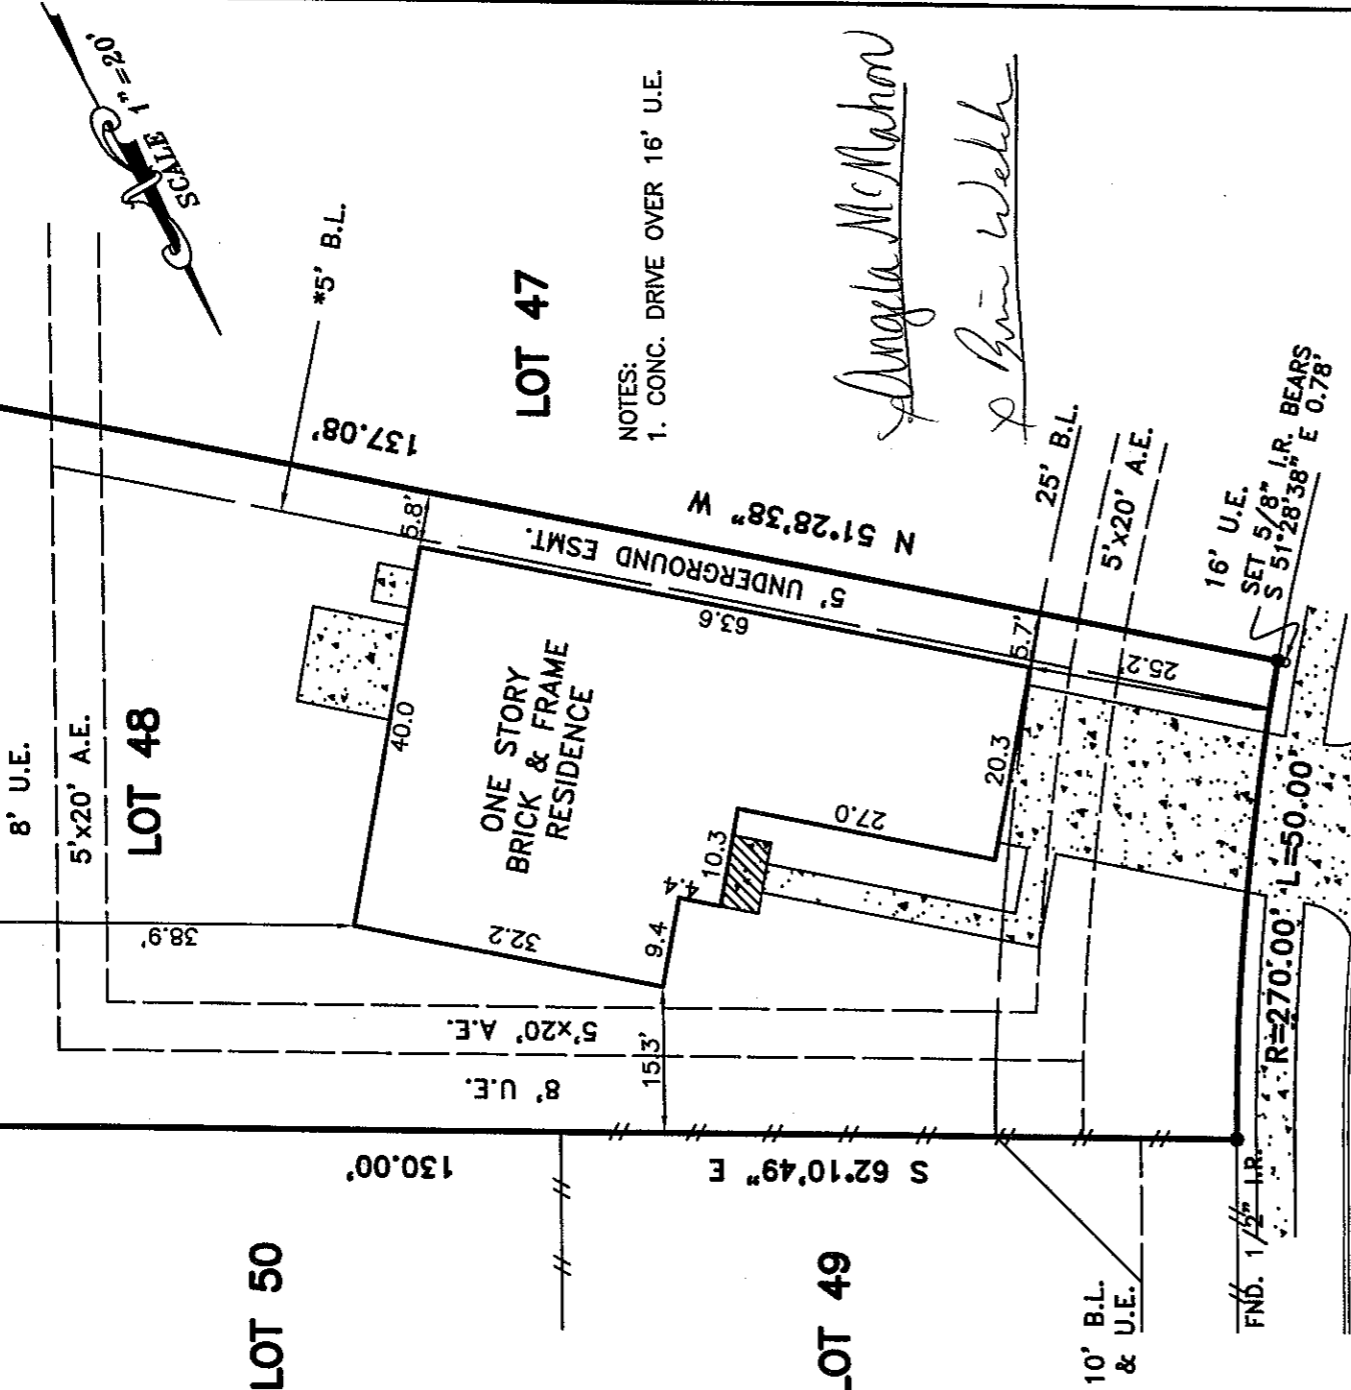 SCALE 1"=20'
*5' B.L.
8' U.E.
5'x20' A.E.
LOT 48
137.08'
LOT 47
NOTES:
1. CONC. DRIVE OVER 16' U.E.
Angela McMahon
Brian Welch
N 51°28'38" W
5' UNDERGROUND ESMT.
5.8'
63.6
40.0
ONE STORY
BRICK & FRAME
RESIDENCE
38.9'
32.2
9.4
4.4
10.3
27.0
20.3
5.7'
25.2
25' B.L.
5'x20' A.E.
16' U.E.
SET 5/8" I.R. BEARS
S 51°28'38" E 0.78'
5'x20' A.E.
8' U.E.
15.3'
130.00'
S 62°10'49" E
R=270.00' L=50.00'
FND. 1/2" I.R.
LOT 50
LOT 49
10' B.L.
& U.E.